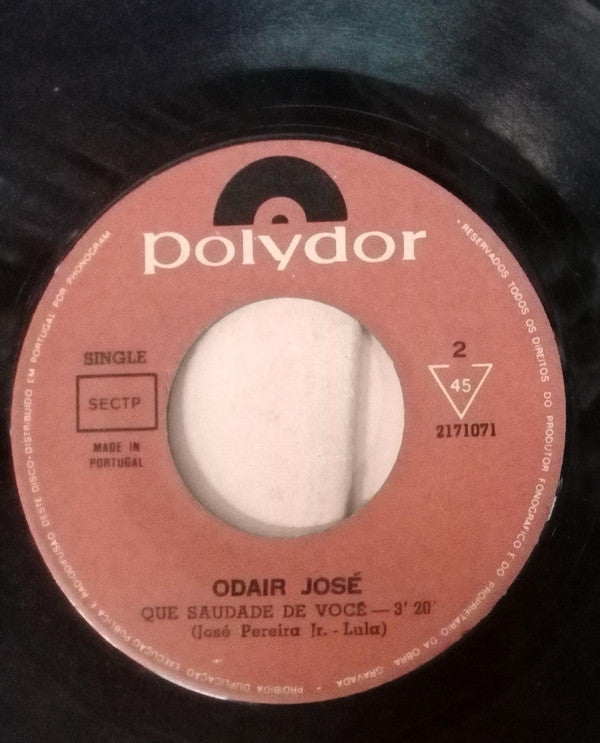 polydor
SINGLE
SECTP
MADE IN
PORTUGAL
2
45
2171071
ODAIR JOSÉ
QUE SAUDADE DE VOCÊ — 3' 20"
(José Pereira Jr. - Lula)
• RESERVADOS TODOS OS DIREITOS DO PRODUTOR FONOGRÁFICO E DO PROPRIETÁRIO DA OBRA GRAVADA • PROIBIDA DUPLICAÇÃO EXECUÇÃO PÚBLICA E RADIODIFUSÃO DESTE DISCO • DISTRIBUIDO EM PORTUGAL POR PHONOGRAM